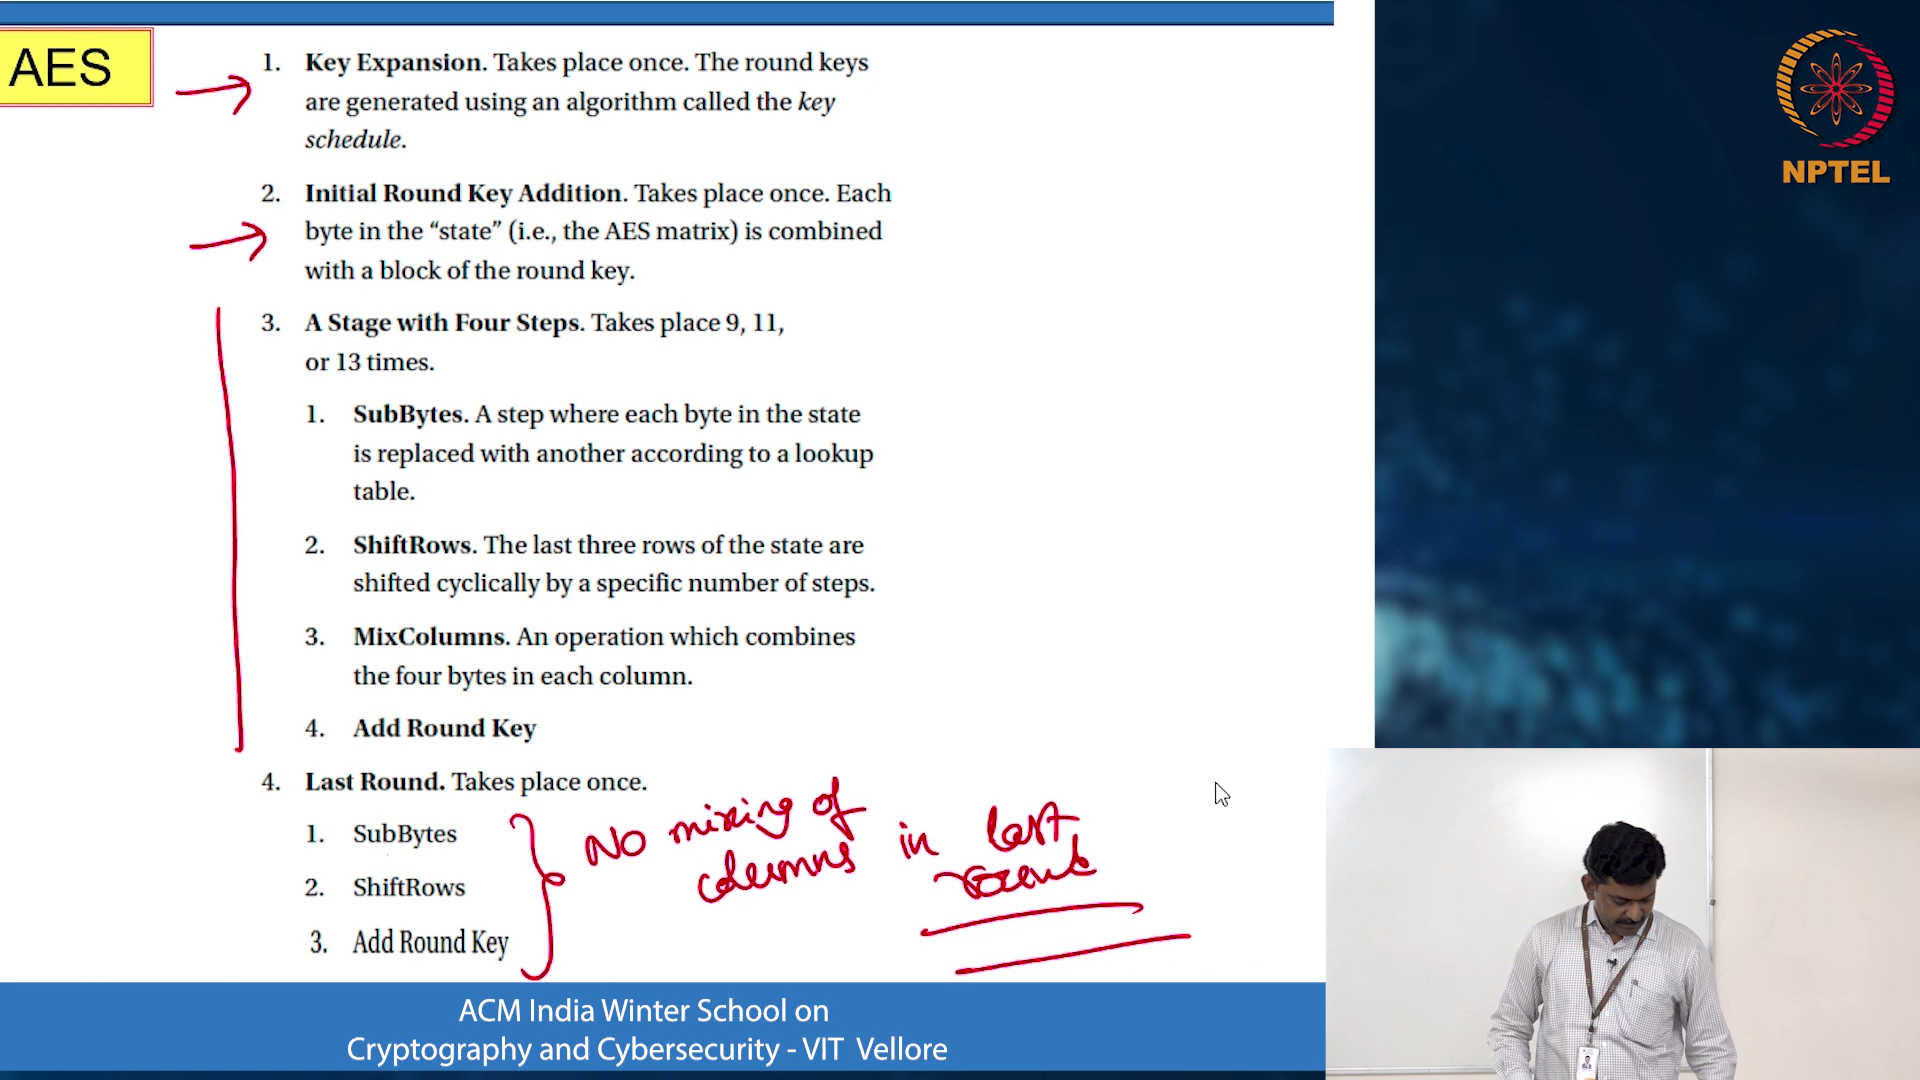 AES
1. Key Expansion. Takes place once. The round keys
are generated using an algorithm called the key
schedule.
2. Initial Round Key Addition. Takes place once. Each
byte in the “state” (i.e., the AES matrix) is combined
with a block of the round key.
3. A Stage with Four Steps. Takes place 9, 11,
or 13 times.
1. SubBytes. A step where each byte in the state
is replaced with another according to a lookup
table.
2. ShiftRows. The last three rows of the state are
shifted cyclically by a specific number of steps.
3. MixColumns. An operation which combines
the four bytes in each column.
4. Add Round Key
4. Last Round. Takes place once.
1. SubBytes
2. ShiftRows
3. Add Round Key
No mixing of
columns in last
round
NPTEL
ACM India Winter School on
Cryptography and Cybersecurity - VIT Vellore